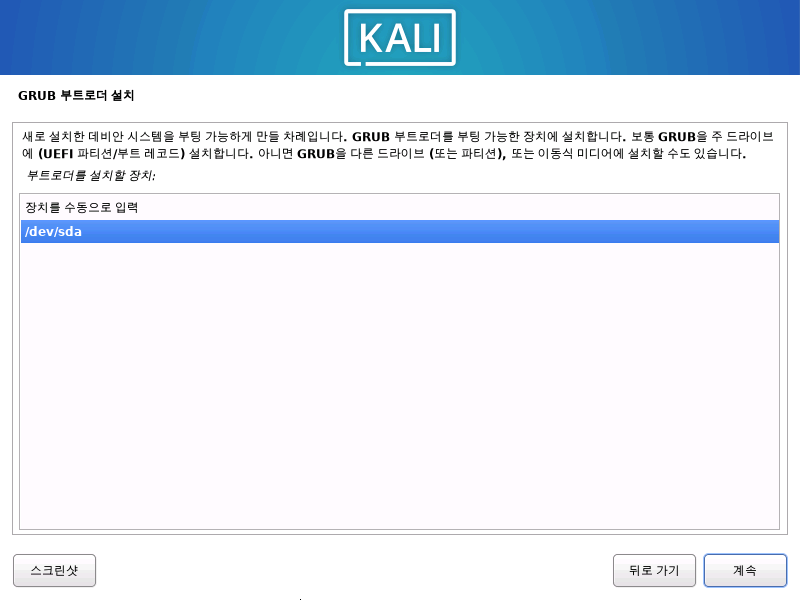 KALI
GRUB 부트로더 설치
새로 설치한 데비안 시스템을 부팅 가능하게 만들 차례입니다. GRUB 부트로더를 부팅 가능한 장치에 설치합니다. 보통 GRUB을 주 드라이브
에 (UEFI 파티션/부트 레코드) 설치합니다. 아니면 GRUB을 다른 드라이브 (또는 파티션), 또는 이동식 미디어에 설치할 수도 있습니다.
부트로더를 설치할 장치:
장치를 수동으로 입력
/dev/sda
스크린샷
뒤로 가기
계속